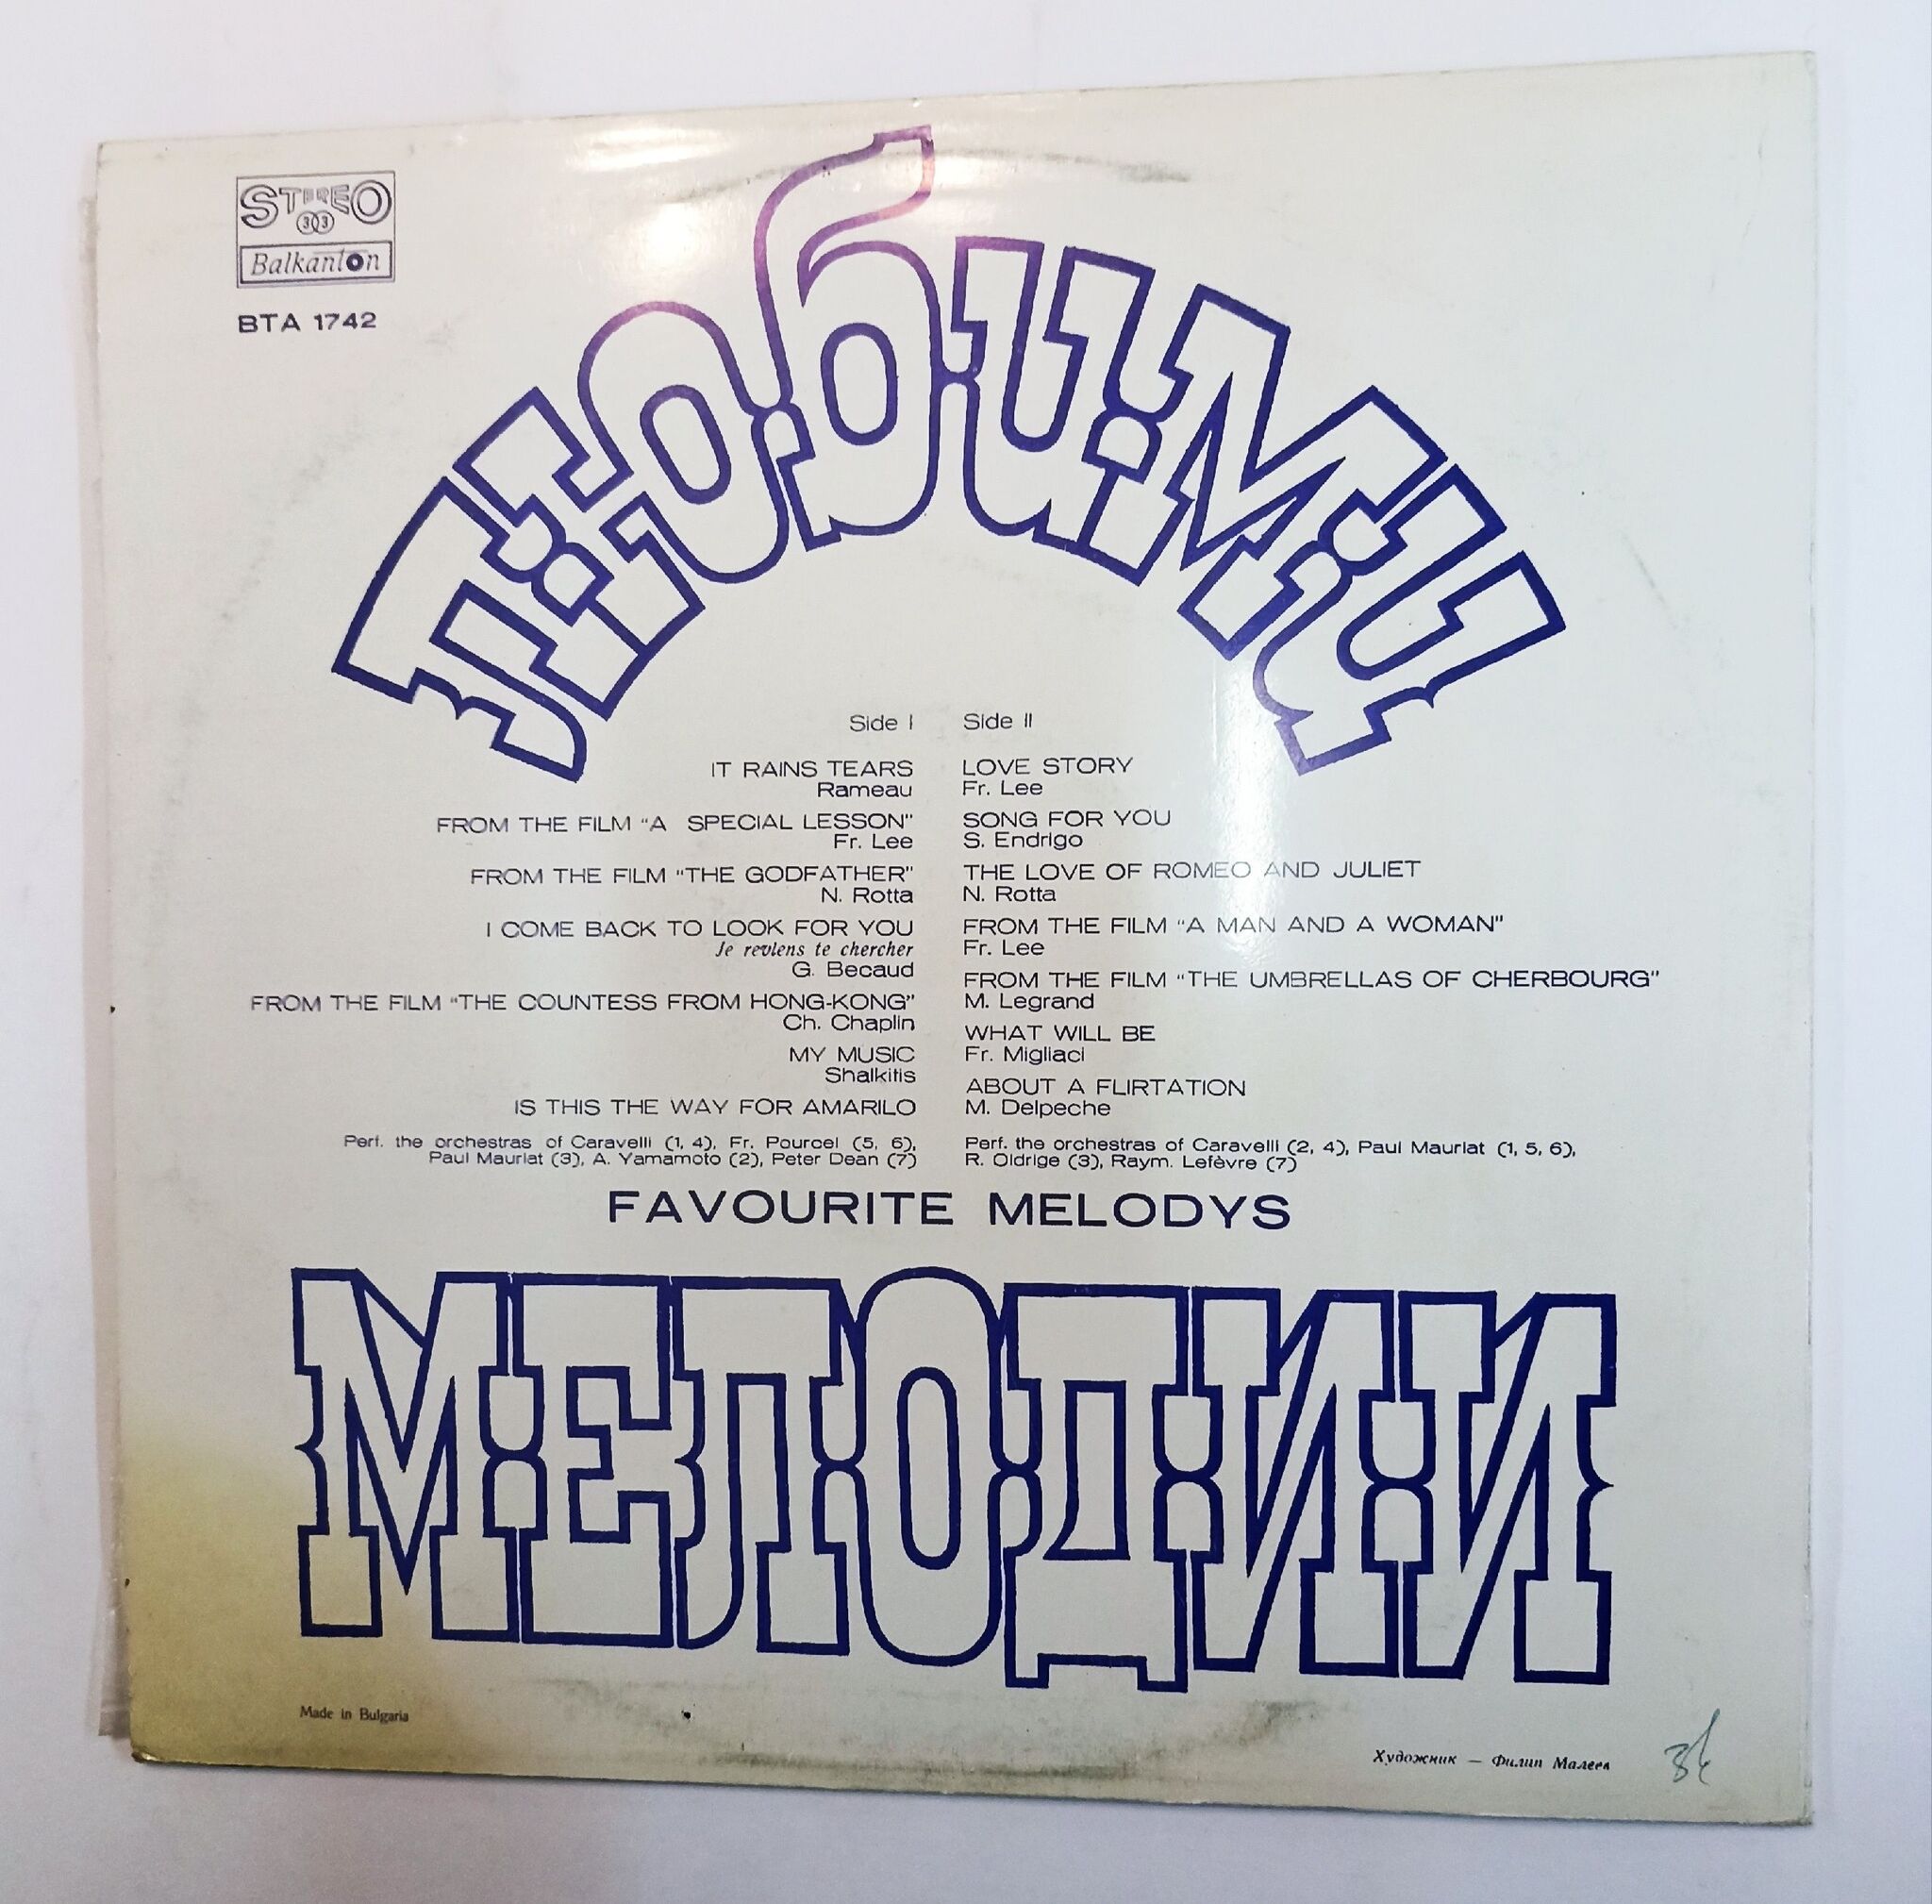 STEREO
33
Balkanton
BTA 1742
Любими
Side I
IT RAINS TEARS
Rameau
FROM THE FILM “A SPECIAL LESSON”
Fr. Lee
FROM THE FILM “THE GODFATHER”
N. Rotta
I COME BACK TO LOOK FOR YOU
Je reviens te chercher
G. Becaud
FROM THE FILM “THE COUNTESS FROM HONG-KONG”
Ch. Chaplin
MY MUSIC
Shalkitis
IS THIS THE WAY FOR AMARILO
Perf. the orchestras of Caravelli (1, 4), Fr. Pourcel (5, 6),
Paul Mauriat (3), A. Yamamoto (2), Peter Dean (7)
Side II
LOVE STORY
Fr. Lee
SONG FOR YOU
S. Endrigo
THE LOVE OF ROMEO AND JULIET
N. Rotta
FROM THE FILM “A MAN AND A WOMAN”
Fr. Lee
FROM THE FILM “THE UMBRELLAS OF CHERBOURG”
M. Legrand
WHAT WILL BE
Fr. Migliaci
ABOUT A FLIRTATION
M. Delpeche
Perf. the orchestras of Caravelli (2, 4), Paul Mauriat (1, 5, 6),
R. Oldrige (3), Raym. Lefèvre (7)
FAVOURITE MELODYS
МЕЛОДИИ
Made in Bulgaria
Художник — Филип Малеев